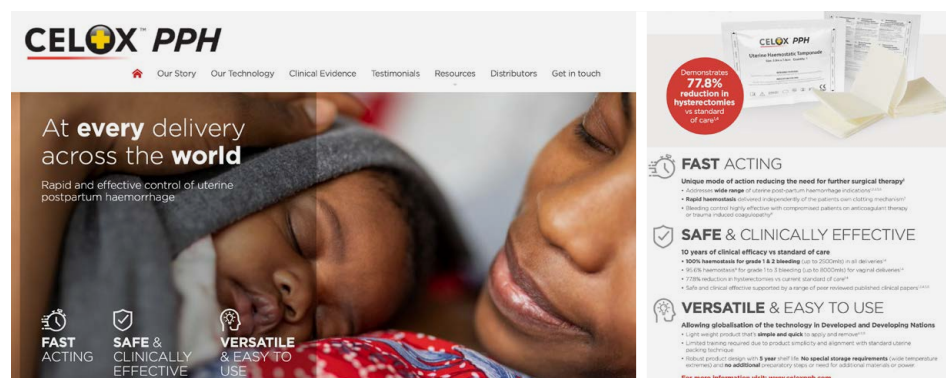 CELOX™ PPH
Our Story Our Technology Clinical Evidence Testimonials Resources Distributors Get in touch
At every delivery
across the world
Rapid and effective control of uterine
postpartum haemorrhage
FAST
ACTING
SAFE &
CLINICALLY
EFFECTIVE
VERSATILE
& EASY TO
USE
CELOX PPH
Uterine Haemostatic Tamponade
Demonstrates
77.8%
reduction in
hysterectomies
vs standard
of care
FAST ACTING
Unique mode of action reducing the need for further surgical therapy
• Addresses wide range of uterine post-partum haemorrhage indications
• Rapid haemostasis delivered independently of the patients own clotting mechanism
• Bleeding control highly effective with compromised patients on anticoagulant therapy
or trauma induced coagulopathy
SAFE & CLINICALLY EFFECTIVE
10 years of clinical efficacy vs standard of care
• 100% haemostasis for grade 1 & 2 bleeding (up to 2500mls) in all deliveries
• 95.6% haemostasis* for grade 1 to 3 bleeding (up to 8000mls) for vaginal deliveries
• 77.8% reduction in hysterectomies vs current standard of care
• Safe and clinical effective supported by a range of peer reviewed published clinical papers
VERSATILE & EASY TO USE
Allowing globalisation of the technology in Developed and Developing Nations
• Light weight product that's simple and quick to apply and remove
• Limited training required due to product simplicity and alignment with standard uterine
packing technique
• Robust product design with 5 year shelf life. No special storage requirements (wide temperature
extremes) and no additional preparatory steps or need for additional materials or power.
For more information visit: www.celoxpph.com